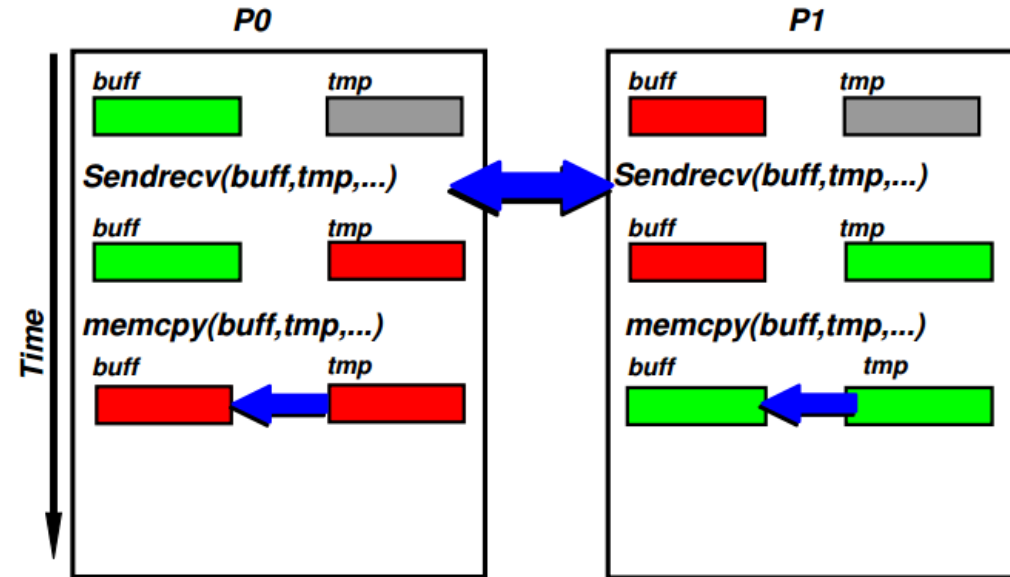 P0
P1
buff tmp
buff tmp
Sendrecv(buff,tmp,...)
Sendrecv(buff,tmp,...)
buff tmp
buff tmp
memcpy(buff,tmp,...)
memcpy(buff,tmp,...)
buff tmp
buff tmp
Time